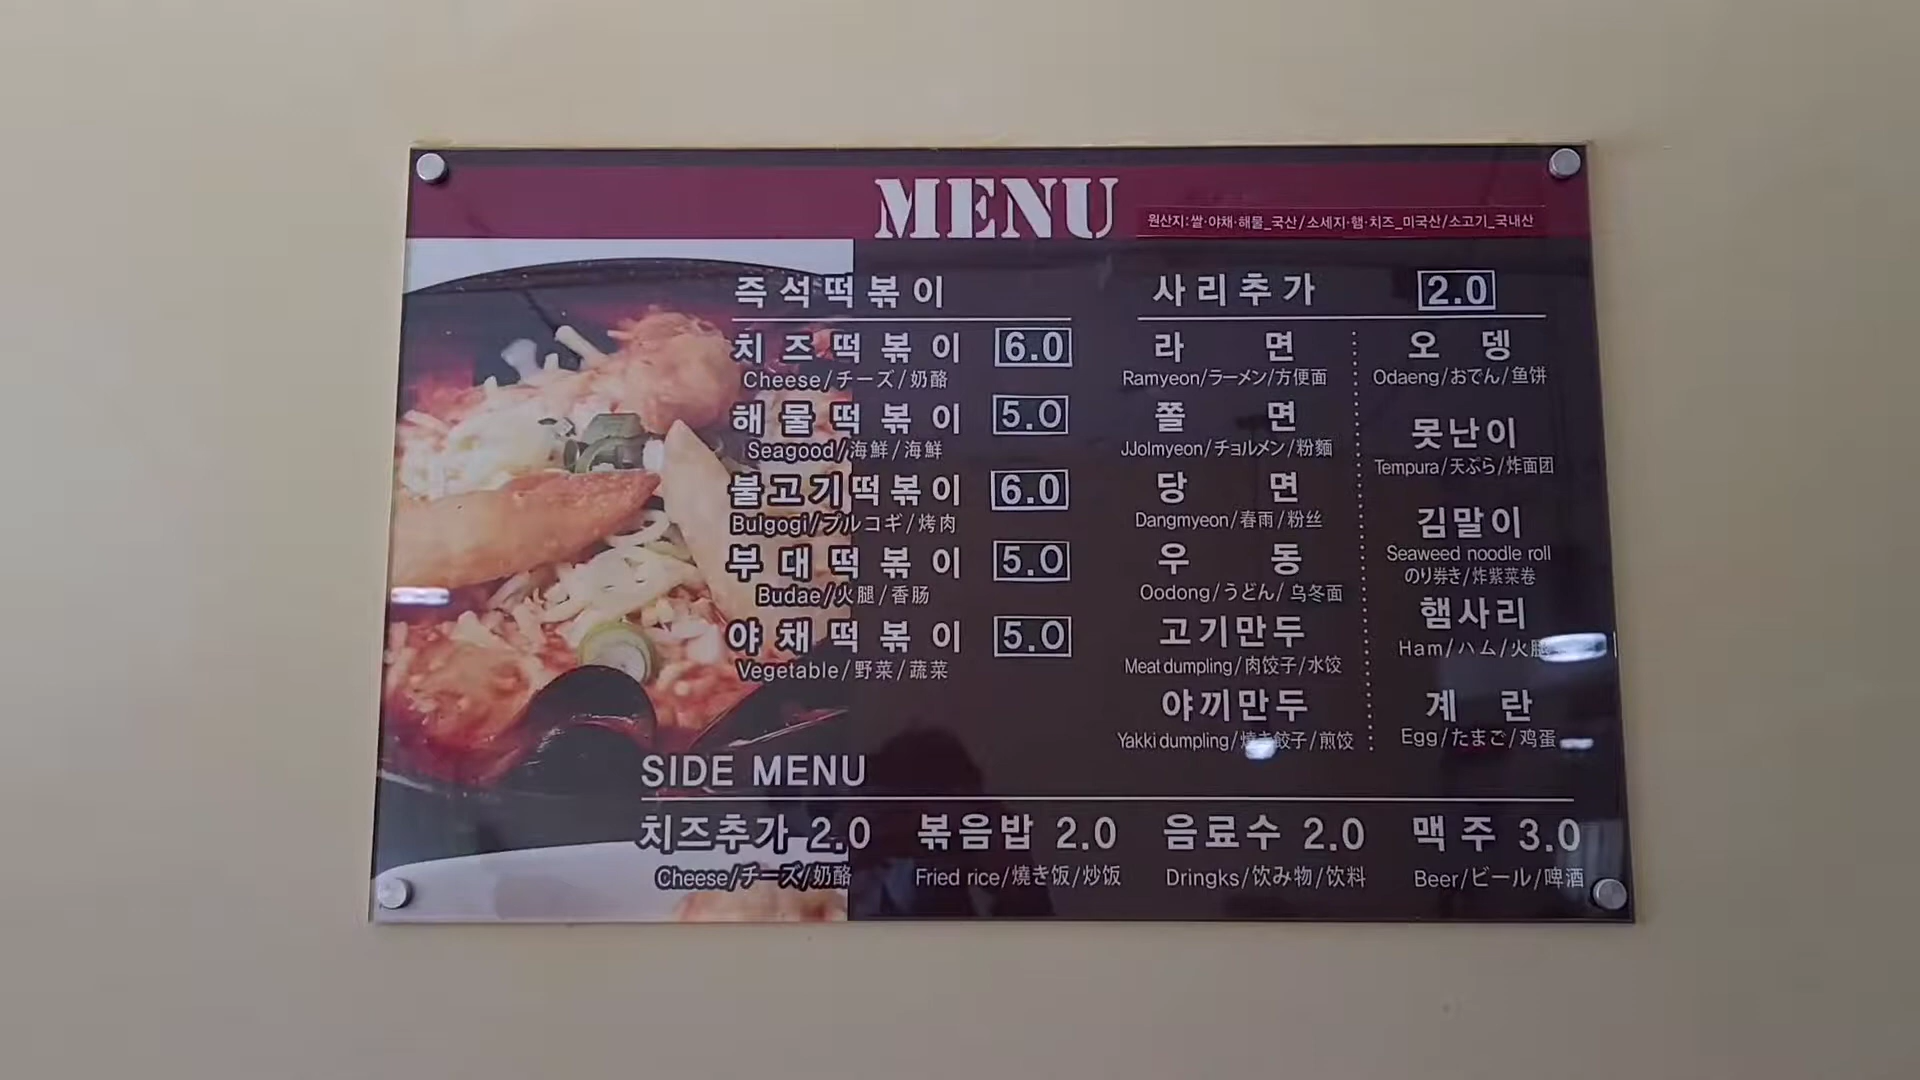 MENU
원산지:쌀·야채·해물_국산/소세지·햄·치즈_미국산/소고기_국내산
즉석떡볶이
치즈떡볶이 6.0
Cheese/チーズ/奶酪
해물떡볶이 5.0
Seagood/海鮮/海鮮
불고기떡볶이 6.0
Bulgogi/ブルコギ/烤肉
부대떡볶이 5.0
Budae/火腿/香肠
야채떡볶이 5.0
Vegetable/野菜/蔬菜
사리추가 2.0
라면
Ramyeon/ラーメン/方便面
쫄면
JJolmyeon/チョルメン/粉麵
당면
Dangmyeon/春雨/粉丝
우동
Oodong/うどん/乌冬面
고기만두
Meat dumpling/肉饺子/水饺
야끼만두
Yakki dumpling/餃子/煎饺
오뎅
Odaeng/おでん/鱼饼
못난이
Tempura/天ぷら/炸面团
김말이
Seaweed noodle roll
のり券き/炸紫菜卷
햄사리
Ham/ハム/火腿
계란
Egg/たまご/鸡蛋
SIDE MENU
치즈추가 2.0
Cheese/チーズ/奶酪
볶음밥 2.0
Fried rice/燒き饭/炒饭
음료수 2.0
Dringks/飲み物/饮料
맥주 3.0
Beer/ビール/啤酒